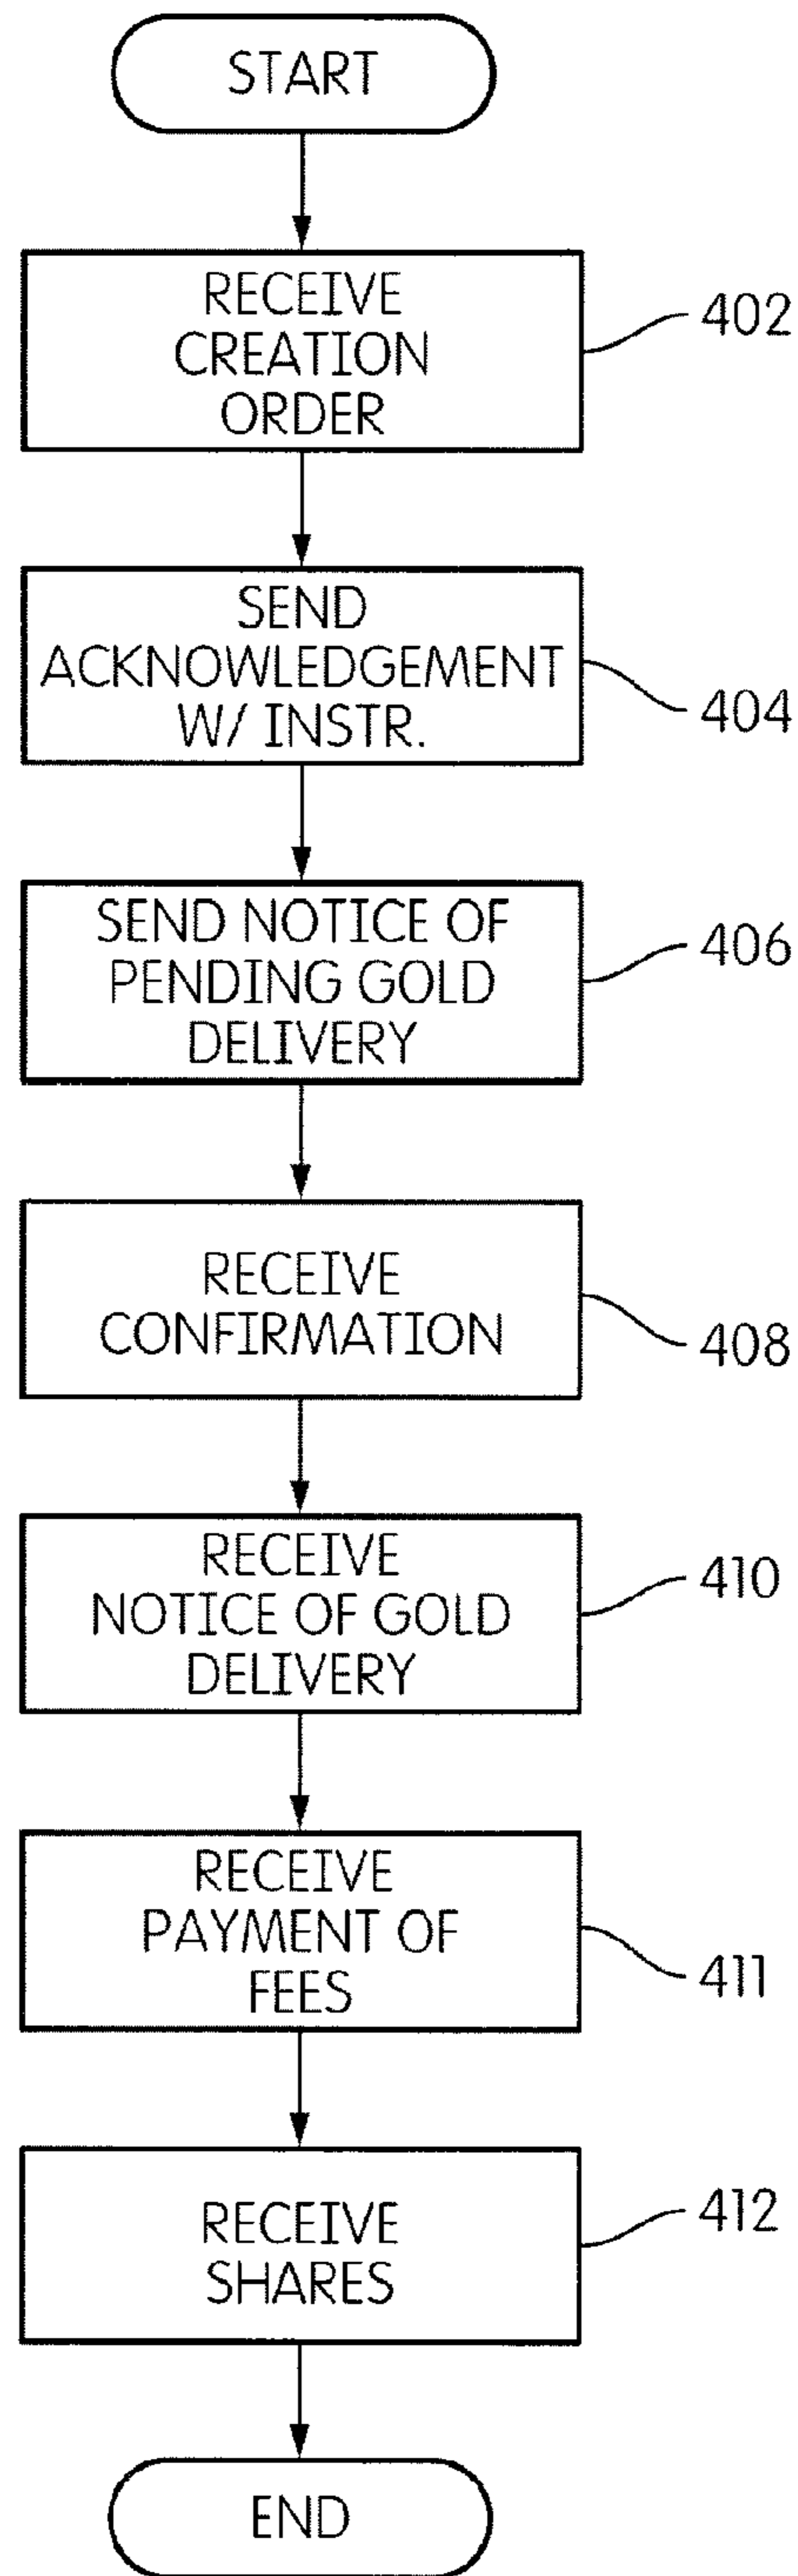 START
RECEIVE
CREATION
ORDER
402
SEND
ACKNOWLEDGEMENT
W/ INSTR.
404
SEND NOTICE OF
PENDING GOLD
DELIVERY
406
RECEIVE
CONFIRMATION
408
RECEIVE
NOTICE OF GOLD
DELIVERY
410
RECEIVE
PAYMENT OF
FEES
411
RECEIVE
SHARES
412
END